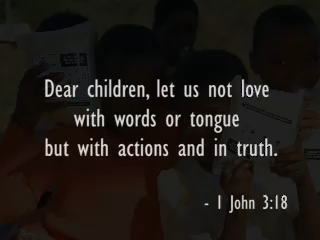 Dear children, let us not love
with words or tongue
but with actions and in truth.
- 1 John 3:18